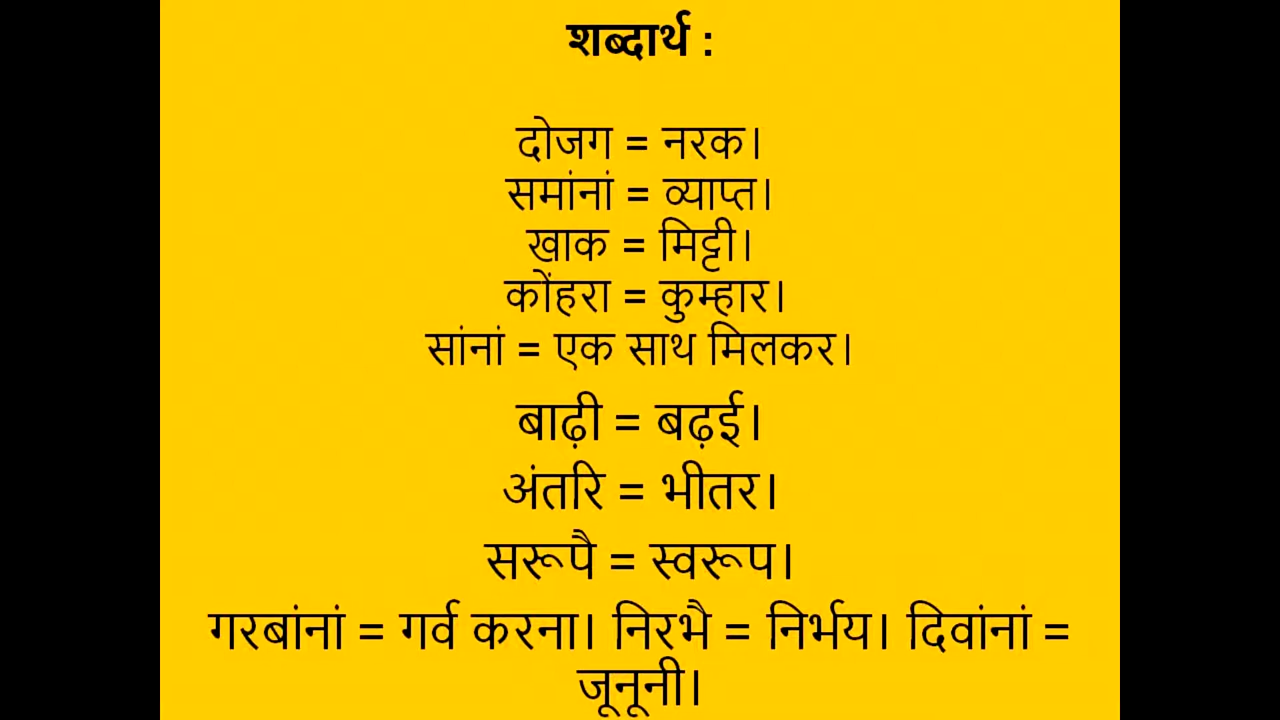 शब्दार्थ :
दोजग = नरक।
समांनां = व्याप्त।
खाक = मिट्टी।
कोंहरा = कुम्हार।
सांनां = एक साथ मिलकर।
बाढ़ी = बढ़ई।
अंतरि = भीतर।
सरूपै = स्वरूप।
गरबांनां = गर्व करना। निरभै = निर्भय। दिवांनां =
जूनूनी।